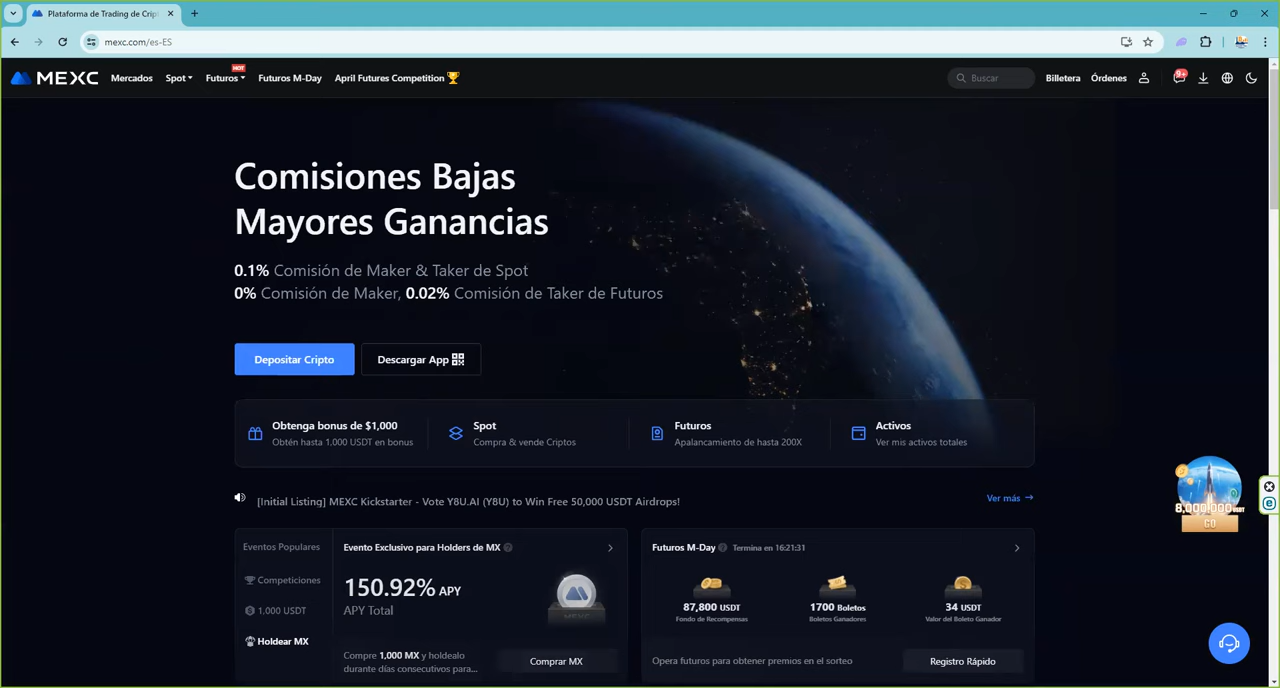 Plataforma de Trading de Crip
mexc.com/es-ES
MEXC Mercados Spot Futuros HOT Futuros M-Day April Futures Competition Buscar Billetera Órdenes 9+
Comisiones Bajas
Mayores Ganancias
0.1% Comisión de Maker & Taker de Spot
0% Comisión de Maker, 0.02% Comisión de Taker de Futuros
Depositar Cripto Descargar App
Obtenga bonus de $1,000
Obtén hasta 1,000 USDT en bonus
Spot
Compra & vende Criptos
Futuros
Apalancamiento de hasta 200X
Activos
Ver mis activos totales
8,000,000 USDT
GO
[Initial Listing] MEXC Kickstarter - Vote Y8U.AI (Y8U) to Win Free 50,000 USDT Airdrops!
Ver más
Eventos Populares
Competiciones
1,000 USDT
Holdear MX
Evento Exclusivo para Holders de MX
150.92% APY
APY Total
MEXC
Compre 1,000 MX y holdealo
durante días consecutivos para...
Comprar MX
Futuros M-Day Termina en 16:21:31
87,800 USDT
Fondo de Recompensas
1700 Boletos
Boletos Ganadores
34 USDT
Valor del Boleto Ganador
Opera futuros para obtener premios en el sorteo
Registro Rápido